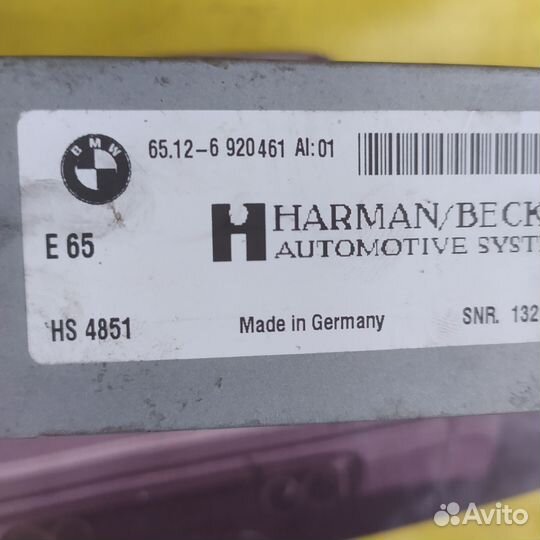 BMW
65.12-6 920461 AI:01
E 65
H HARMAN/BECK
AUTOMOTIVE SYSTE
HS 4851
Made in Germany
SNR. 132
Avito